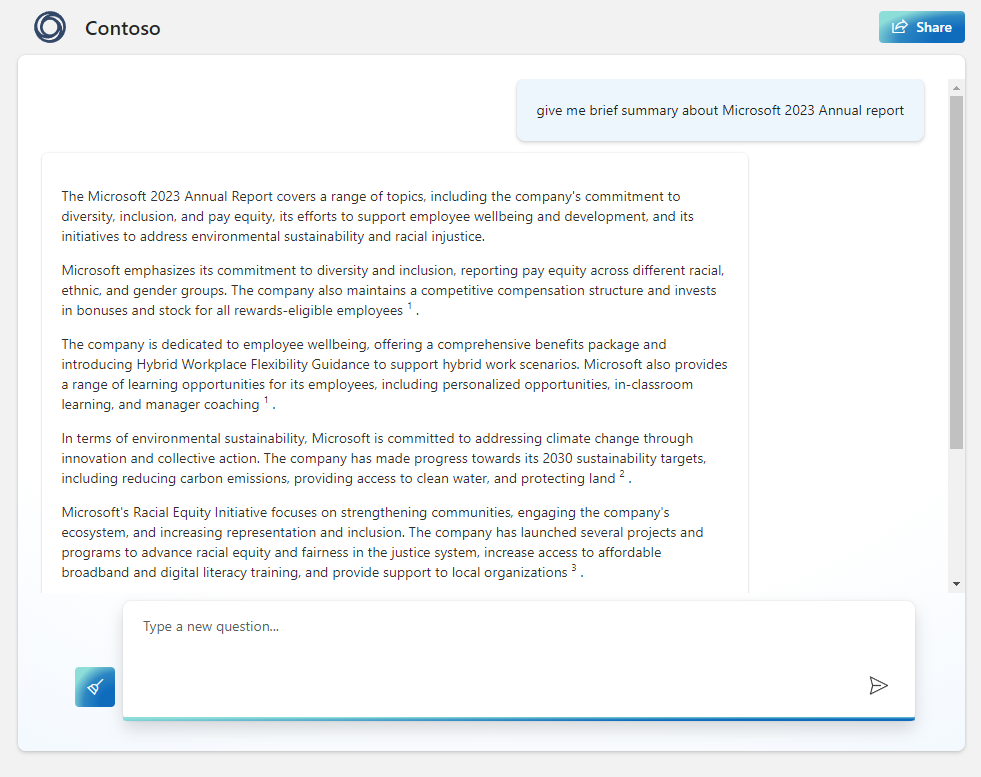 Contoso
Share
give me brief summary about Microsoft 2023 Annual report
The Microsoft 2023 Annual Report covers a range of topics, including the company's commitment to
diversity, inclusion, and pay equity, its efforts to support employee wellbeing and development, and its
initiatives to address environmental sustainability and racial injustice.
Microsoft emphasizes its commitment to diversity and inclusion, reporting pay equity across different racial,
ethnic, and gender groups. The company also maintains a competitive compensation structure and invests
in bonuses and stock for all rewards-eligible employees 1 .
The company is dedicated to employee wellbeing, offering a comprehensive benefits package and
introducing Hybrid Workplace Flexibility Guidance to support hybrid work scenarios. Microsoft also provides
a range of learning opportunities for its employees, including personalized opportunities, in-classroom
learning, and manager coaching 1 .
In terms of environmental sustainability, Microsoft is committed to addressing climate change through
innovation and collective action. The company has made progress towards its 2030 sustainability targets,
including reducing carbon emissions, providing access to clean water, and protecting land 2 .
Microsoft's Racial Equity Initiative focuses on strengthening communities, engaging the company's
ecosystem, and increasing representation and inclusion. The company has launched several projects and
programs to advance racial equity and fairness in the justice system, increase access to affordable
broadband and digital literacy training, and provide support to local organizations 3 .
Type a new question...